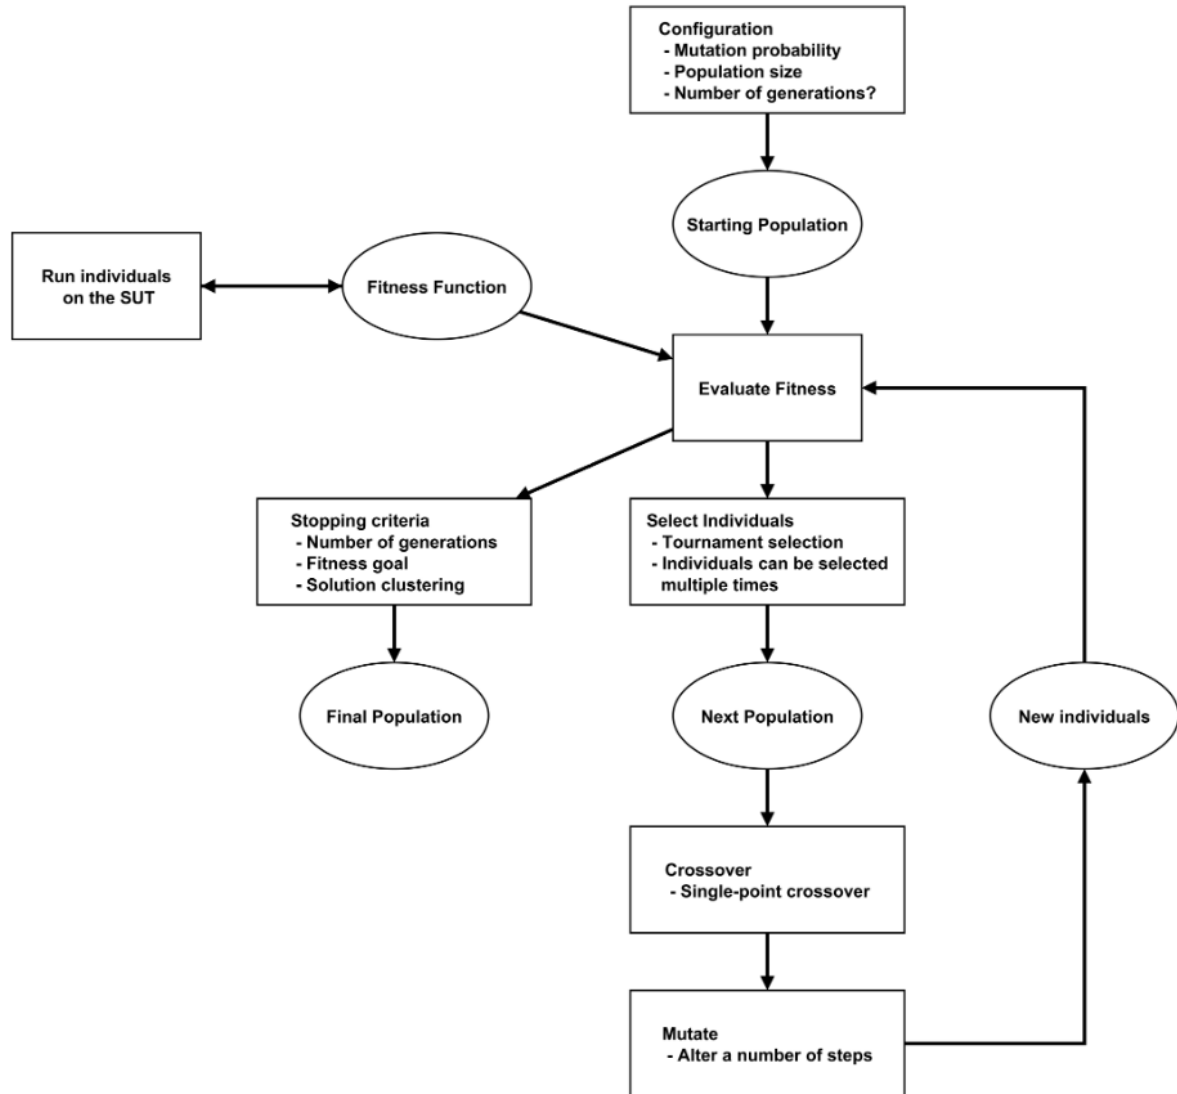 Configuration
- Mutation probability
- Population size
- Number of generations?
Starting Population
Run individuals
on the SUT
Fitness Function
Evaluate Fitness
Stopping criteria
- Number of generations
- Fitness goal
- Solution clustering
Select Individuals
- Tournament selection
- Individuals can be selected
multiple times
Final Population
Next Population
New individuals
Crossover
- Single-point crossover
Mutate
- Alter a number of steps